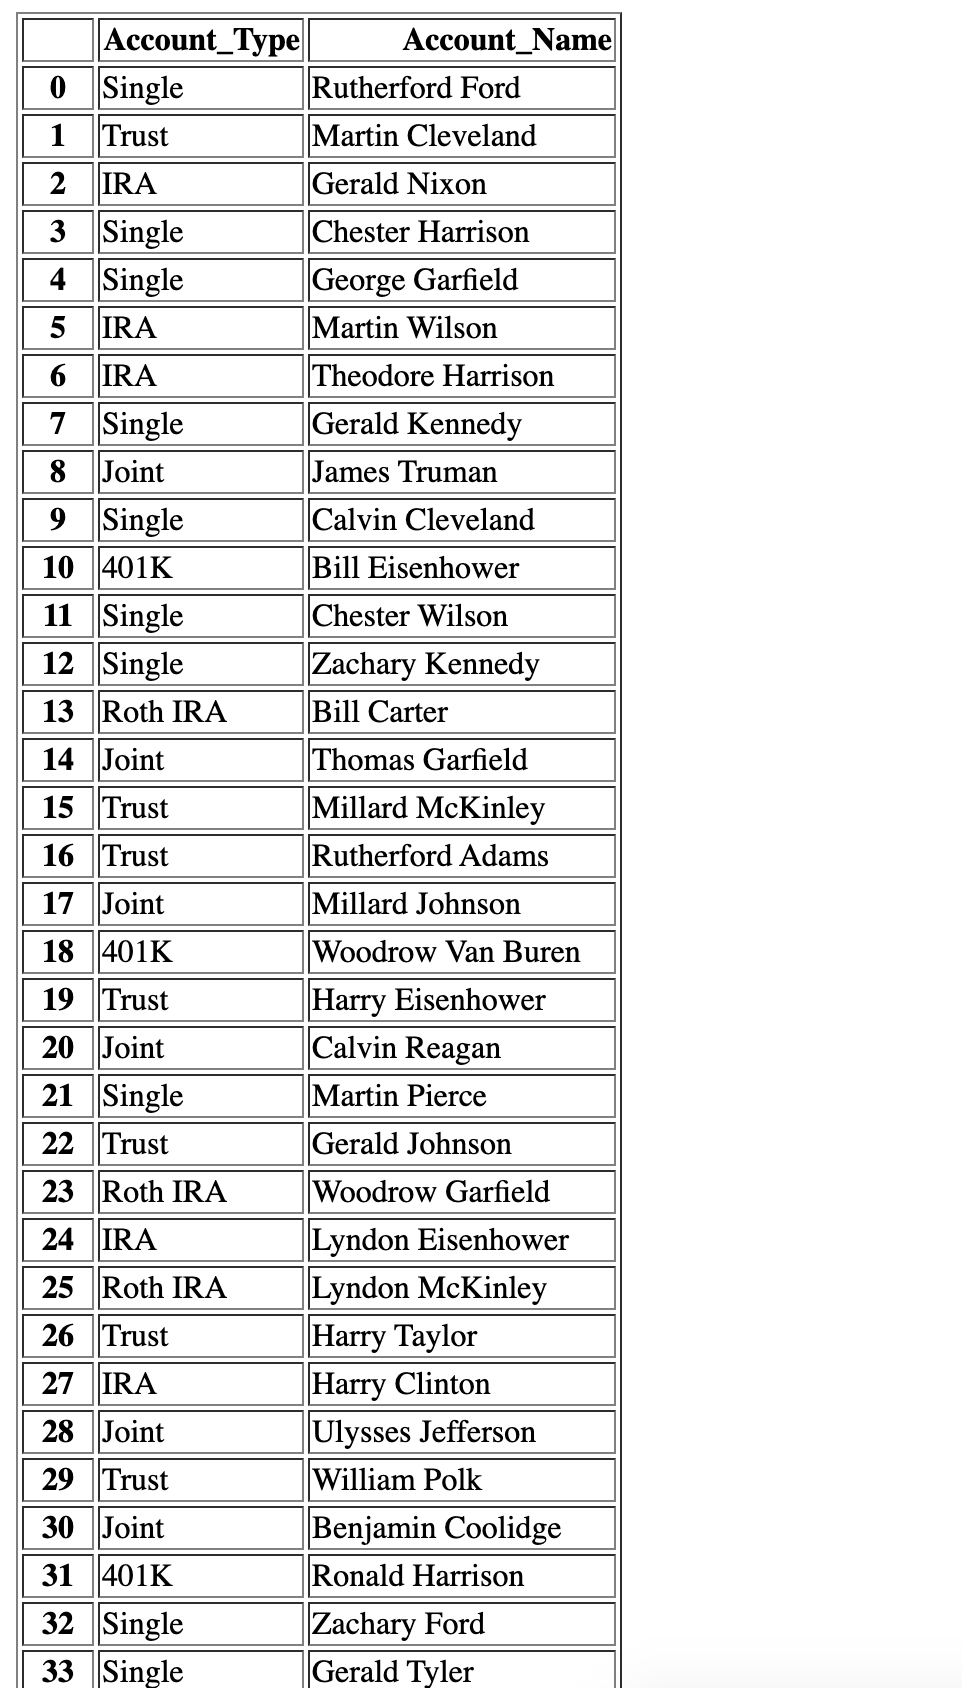 Account_Type Account_Name
0 Single Rutherford Ford
1 Trust Martin Cleveland
2 IRA Gerald Nixon
3 Single Chester Harrison
4 Single George Garfield
5 IRA Martin Wilson
6 IRA Theodore Harrison
7 Single Gerald Kennedy
8 Joint James Truman
9 Single Calvin Cleveland
10 401K Bill Eisenhower
11 Single Chester Wilson
12 Single Zachary Kennedy
13 Roth IRA Bill Carter
14 Joint Thomas Garfield
15 Trust Millard McKinley
16 Trust Rutherford Adams
17 Joint Millard Johnson
18 401K Woodrow Van Buren
19 Trust Harry Eisenhower
20 Joint Calvin Reagan
21 Single Martin Pierce
22 Trust Gerald Johnson
23 Roth IRA Woodrow Garfield
24 IRA Lyndon Eisenhower
25 Roth IRA Lyndon McKinley
26 Trust Harry Taylor
27 IRA Harry Clinton
28 Joint Ulysses Jefferson
29 Trust William Polk
30 Joint Benjamin Coolidge
31 401K Ronald Harrison
32 Single Zachary Ford
33 Single Gerald Tyler